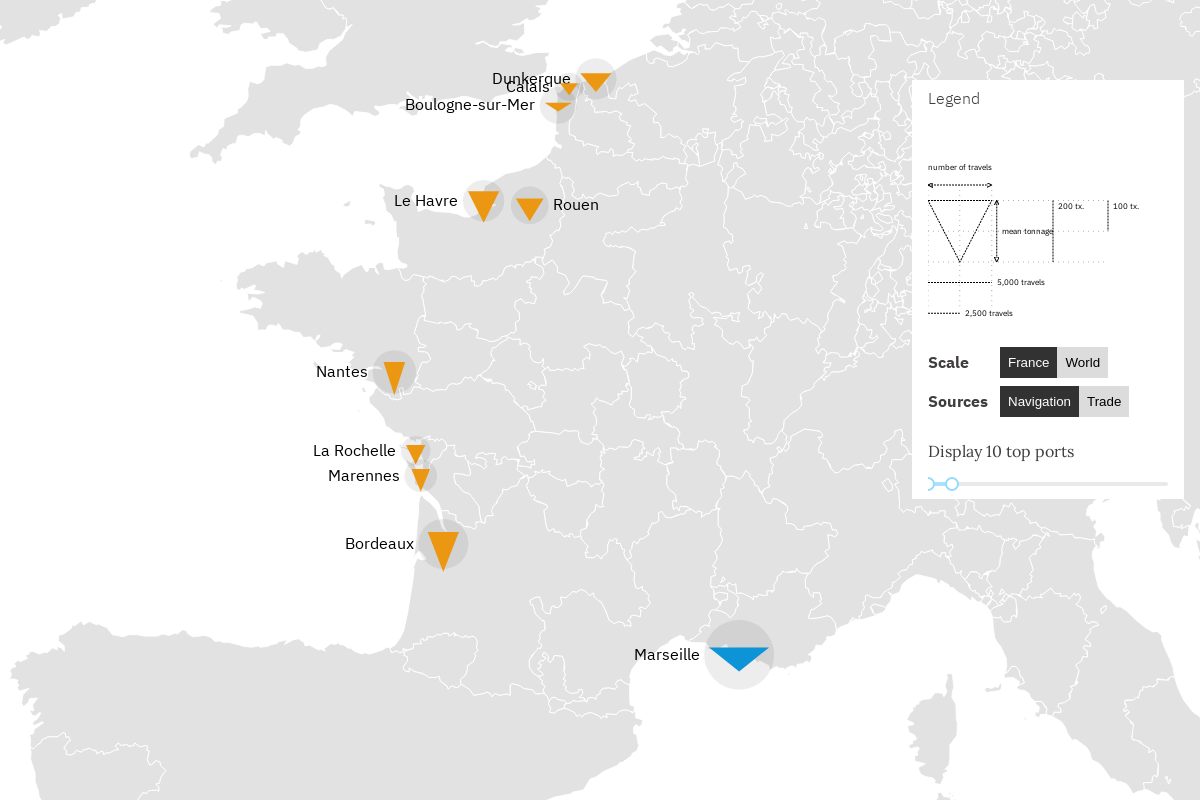 Dunkerque
Calais
Boulogne-sur-Mer
Le Havre
Rouen
Nantes
La Rochelle
Marennes
Bordeaux
Marseille
Legend
number of travels
200 tx.
100 tx.
mean tonnage
5,000 travels
2,500 travels
Scale France World
Sources Navigation Trade
Display 10 top ports